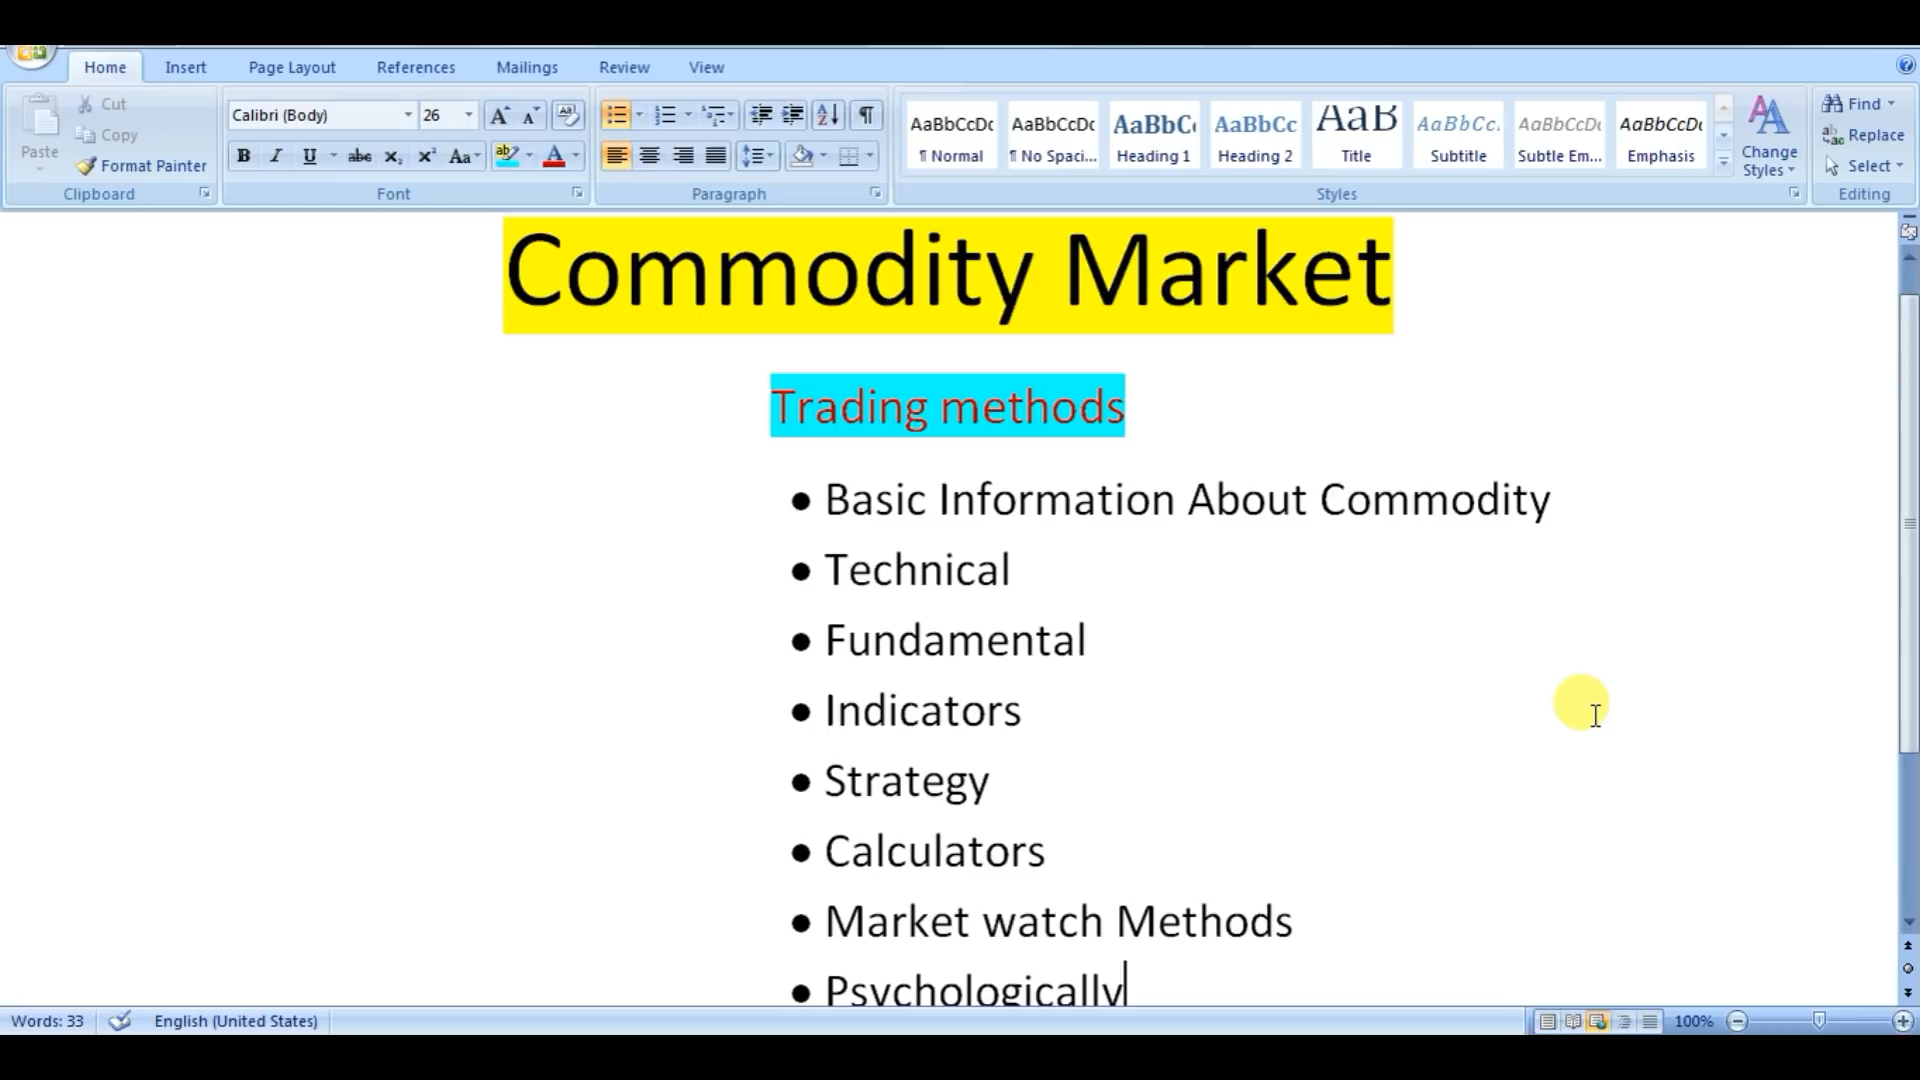 Home Insert Page Layout References Mailings Review View
Cut
Copy
Paste
Format Painter
Clipboard
Calibri (Body) 26
Font
Paragraph
AaBbCcDc AaBbCcDc AaBbC AaBbCc AaB AaBbCc. AaBbCcDc AaBbCcDc
¶ Normal ¶ No Spaci... Heading 1 Heading 2 Title Subtitle Subtle Em... Emphasis
Change
Styles
Styles
Find
Replace
Select
Editing
Commodity Market
Trading methods
• Basic Information About Commodity
• Technical
• Fundamental
• Indicators
• Strategy
• Calculators
• Market watch Methods
• Psychologically
Words: 33 English (United States) 100%